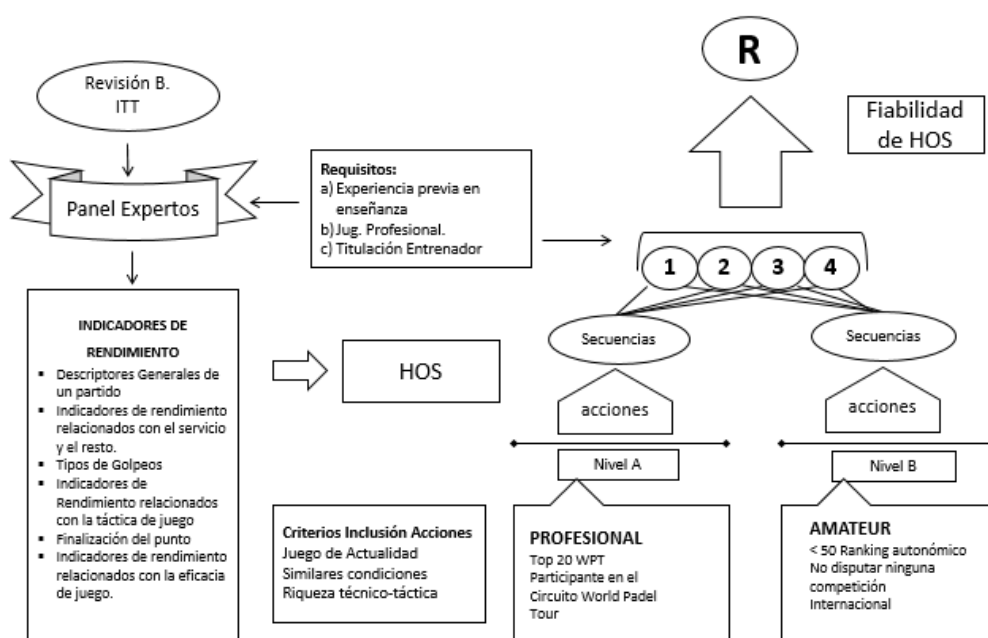 Revisión B.
ITT
Panel Expertos
INDICADORES DE
RENDIMIENTO
▪ Descriptores Generales de
un partido
▪ Indicadores de rendimiento
relacionados con el servicio
y el resto.
▪ Tipos de Golpeos
▪ Indicadores de
Rendimiento relacionados
con la táctica de juego
▪ Finalización del punto
▪ Indicadores de rendimiento
relacionados con la eficacia
de juego.
Requisitos:
a) Experiencia previa en
enseñanza
b) Jug. Profesional.
c) Titulación Entrenador
HOS
Criterios Inclusión Acciones
Juego de Actualidad
Similares condiciones
Riqueza técnico-táctica
R
Fiabilidad
de HOS
1 2 3 4
Secuencias
Secuencias
acciones
acciones
Nivel A
Nivel B
PROFESIONAL
Top 20 WPT
Participante en el
Circuito World Padel
Tour
AMATEUR
< 50 Ranking autonómico
No disputar ninguna
competición
Internacional